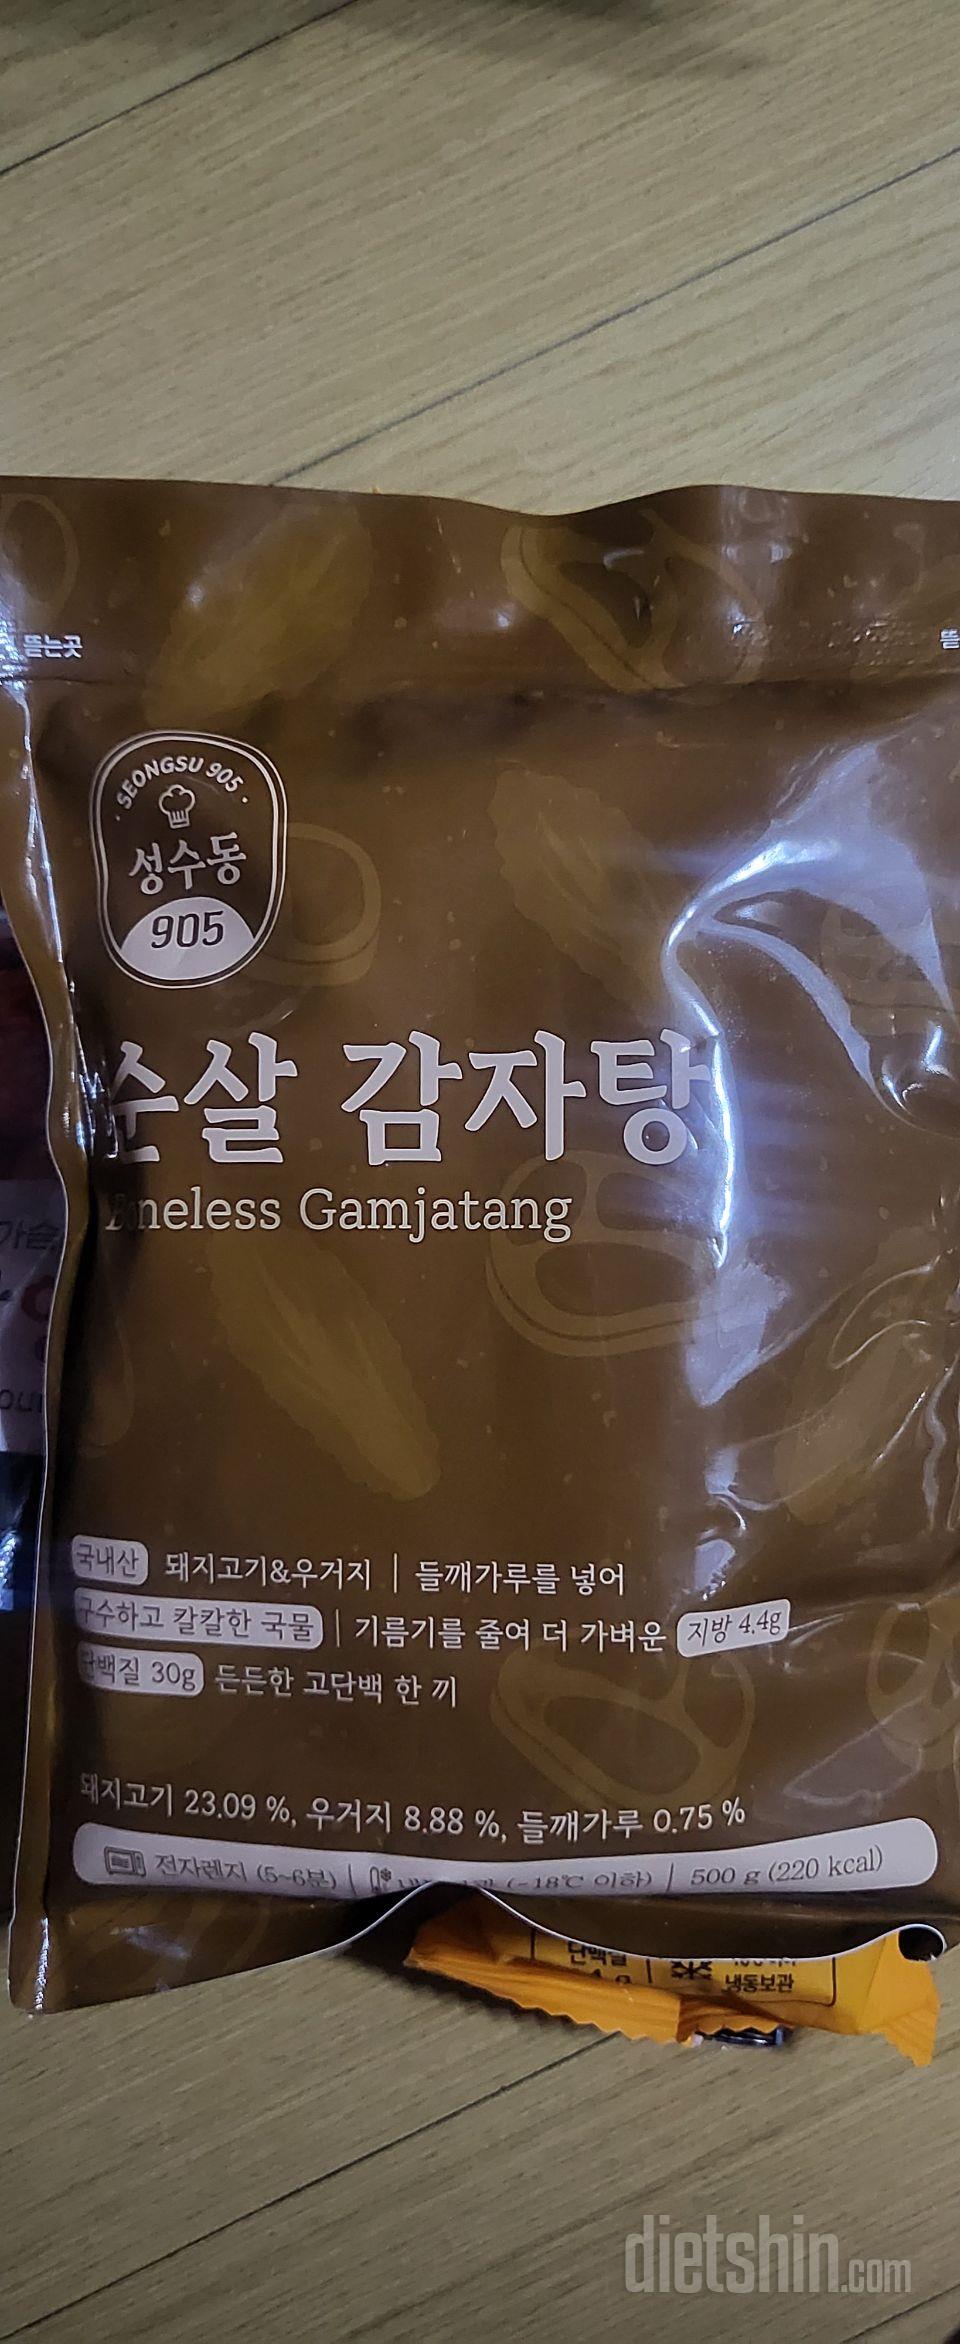 뜯는곳
SEONGSU 905
성수동
905
순살 감자탕
Boneless Gamjatang
국내산 돼지고기&우거지 | 들깨가루를 넣어
구수하고 칼칼한 국물 | 기름기를 줄여 더 가벼운 지방 4.4g
단백질 30g 든든한 고단백 한 끼
돼지고기 23.09 %, 우거지 8.88 %, 들깨가루 0.75 %
전자렌지 (5~6분) | (-18℃ 이하) | 500 g (220 kcal)
단백질
냉동보관
dietshin.com